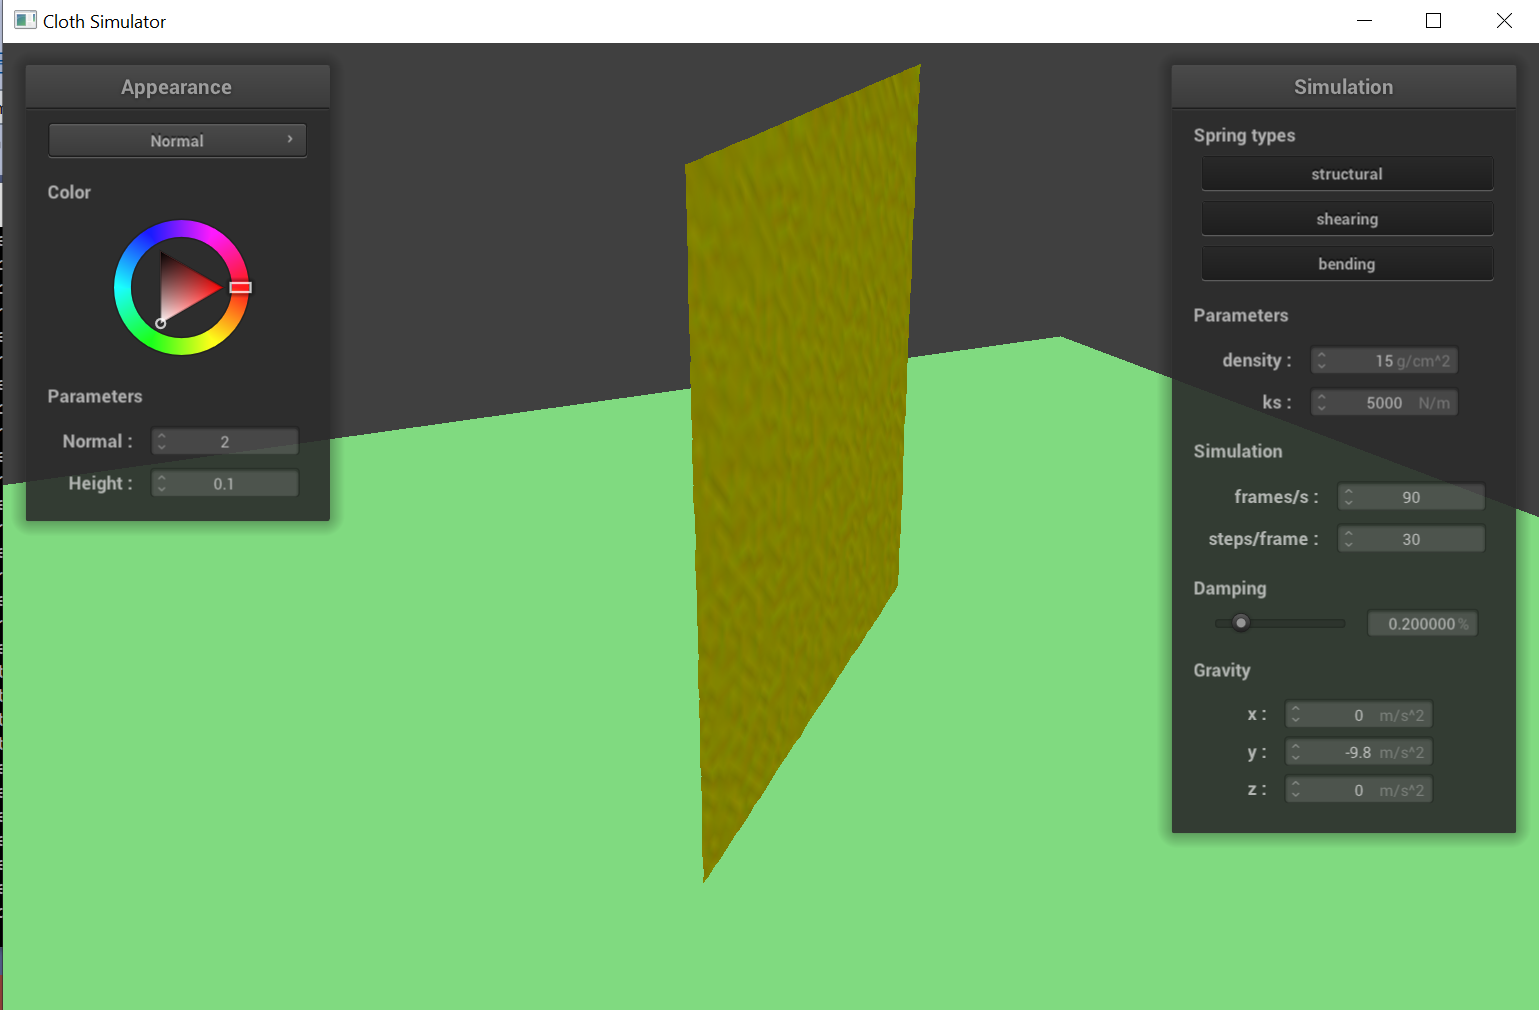 Cloth Simulator
Appearance
Normal
Color
Parameters
Normal : 2
Height : 0.1
Simulation
Spring types
structural
shearing
bending
Parameters
density : 15 g/cm^2
ks : 5000 N/m
Simulation
frames/s : 90
steps/frame : 30
Damping
0.200000 %
Gravity
x : 0 m/s^2
y : -9.8 m/s^2
z : 0 m/s^2